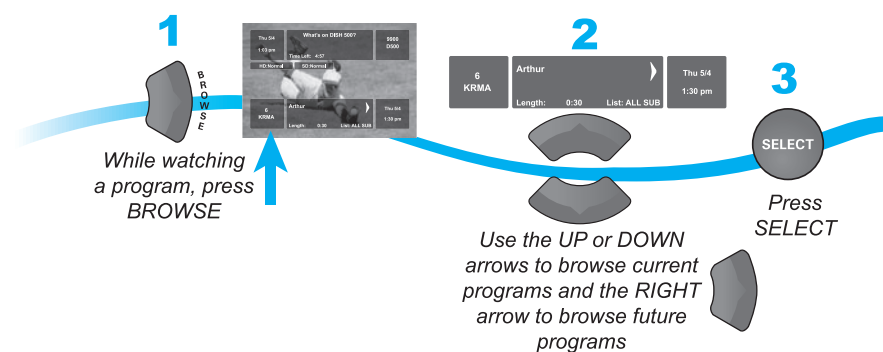 1
BROWSE
While watching
a program, press
BROWSE
Thu 5/4
1:03 pm
What's on DISH 500?
Time Left: 4:57
9900
D500
HD:Normal SD:Normal
6
KRMA
Arthur
Length: 0:30 List: ALL SUB
Thu 5/4
1:30 pm
2
6
KRMA
Arthur
Length: 0:30 List: ALL SUB
Thu 5/4
1:30 pm
Use the UP or DOWN
arrows to browse current
programs and the RIGHT
arrow to browse future
programs
3
SELECT
Press
SELECT